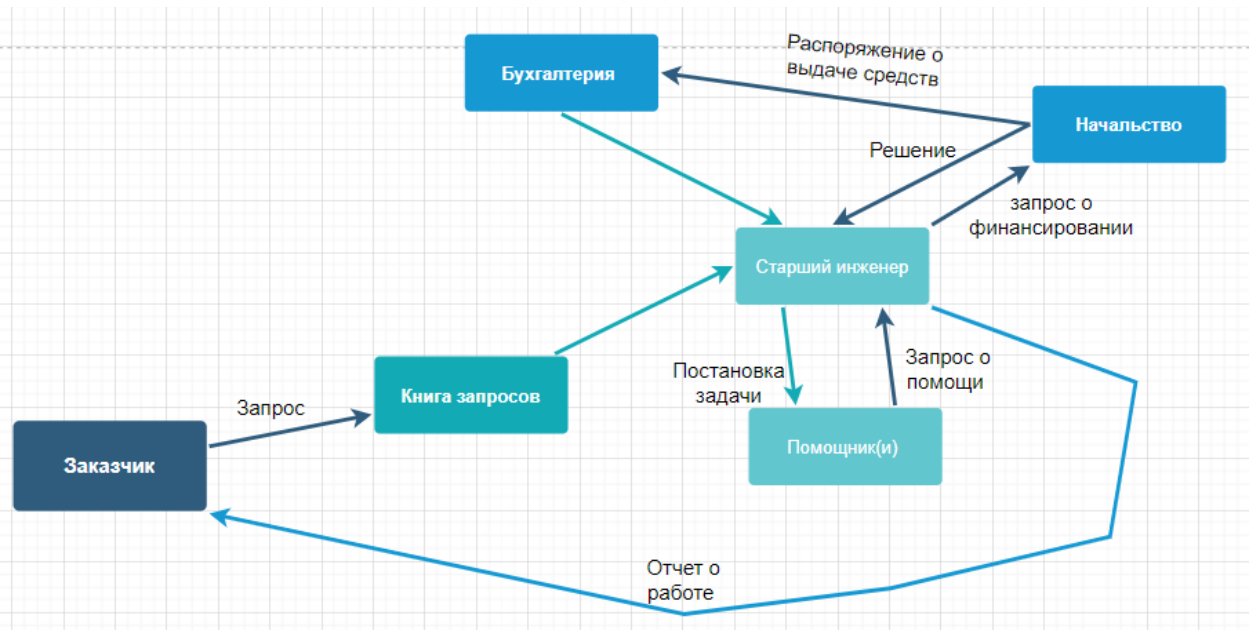 Распоряжение о
выдаче средств
Бухгалтерия
Начальство
Решение
запрос о
финансировании
Старший инженер
Запрос о
помощи
Постановка
задачи
Книга запросов
Запрос
Помощник(и)
Заказчик
Отчет о
работе